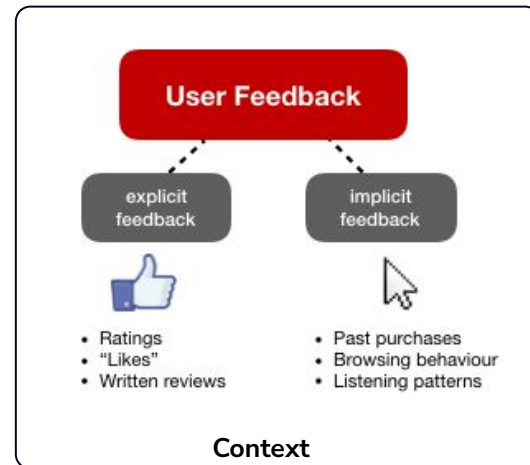 User Feedback
explicit
feedback
implicit
feedback
• Ratings
• "Likes"
• Written reviews
• Past purchases
• Browsing behaviour
• Listening patterns
Context